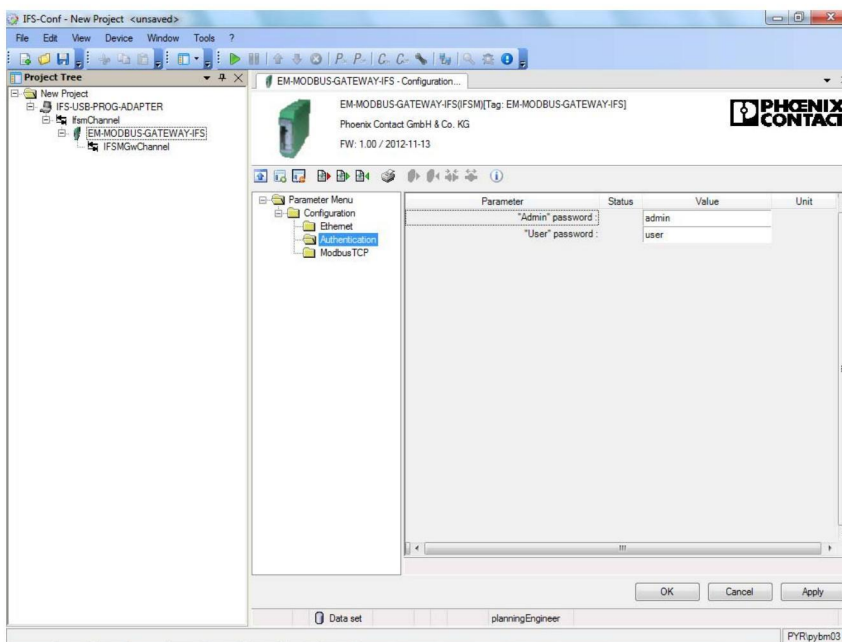 IFS-Conf - New Project <unsaved>
File Edit View Device Window Tools ?
Project Tree
New Project
IFS-USB-PROG-ADAPTER
IfsmChannel
EM-MODBUS-GATEWAY-IFS
IFSMGwChannel
EM-MODBUS-GATEWAY-IFS - Configuration...
EM-MODBUS-GATEWAY-IFS(IFSM)[Tag: EM-MODBUS-GATEWAY-IFS]
Phoenix Contact GmbH & Co. KG
FW: 1.00 / 2012-11-13
PHŒNIX
CONTACT
Parameter Menu
Configuration
Ethernet
Authentication
ModbusTCP
Parameter Status Value Unit
"Admin" password : admin
"User" password : user
OK Cancel Apply
Data set planningEngineer
PYR\pybm03